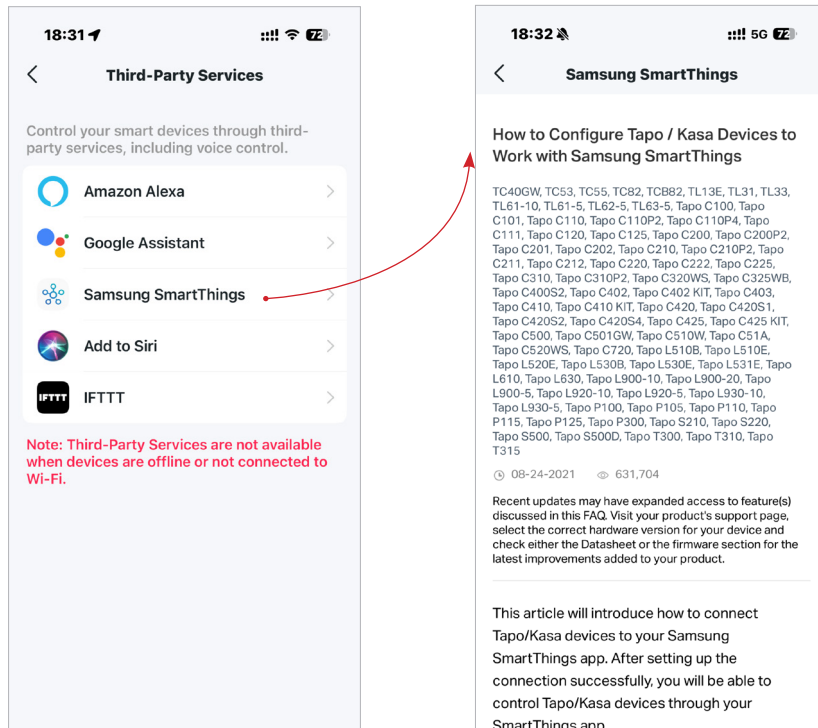 18:31
72
Third-Party Services
Control your smart devices through third-
party services, including voice control.
Amazon Alexa
Google Assistant
Samsung SmartThings
Add to Siri
IFTTT
IFTTT
Note: Third-Party Services are not available
when devices are offline or not connected to
Wi-Fi.
18:32
5G 72
Samsung SmartThings
How to Configure Tapo / Kasa Devices to
Work with Samsung SmartThings
TC40GW, TC53, TC55, TC82, TCB82, TL13E, TL31, TL33,
TL61-10, TL61-5, TL62-5, TL63-5, Tapo C100, Tapo
C101, Tapo C110, Tapo C110P2, Tapo C110P4, Tapo
C111, Tapo C120, Tapo C125, Tapo C200, Tapo C200P2,
Tapo C201, Tapo C202, Tapo C210, Tapo C210P2, Tapo
C211, Tapo C212, Tapo C220, Tapo C222, Tapo C225,
Tapo C310, Tapo C310P2, Tapo C320WS, Tapo C325WB,
Tapo C400S2, Tapo C402, Tapo C402 KIT, Tapo C403,
Tapo C410, Tapo C410 KIT, Tapo C420, Tapo C420S1,
Tapo C420S2, Tapo C420S4, Tapo C425, Tapo C425 KIT,
Tapo C500, Tapo C501GW, Tapo C510W, Tapo C51A,
Tapo C520WS, Tapo C720, Tapo L510B, Tapo L510E,
Tapo L520E, Tapo L530B, Tapo L530E, Tapo L531E, Tapo
L610, Tapo L630, Tapo L900-10, Tapo L900-20, Tapo
L900-5, Tapo L920-10, Tapo L920-5, Tapo L930-10,
Tapo L930-5, Tapo P100, Tapo P105, Tapo P110, Tapo
P115, Tapo P125, Tapo P300, Tapo S210, Tapo S220,
Tapo S500, Tapo S500D, Tapo T300, Tapo T310, Tapo
T315
08-24-2021 631,704
Recent updates may have expanded access to feature(s)
discussed in this FAQ. Visit your product's support page,
select the correct hardware version for your device and
check either the Datasheet or the firmware section for the
latest improvements added to your product.
This article will introduce how to connect
Tapo/Kasa devices to your Samsung
SmartThings app. After setting up the
connection successfully, you will be able to
control Tapo/Kasa devices through your
SmartThings app